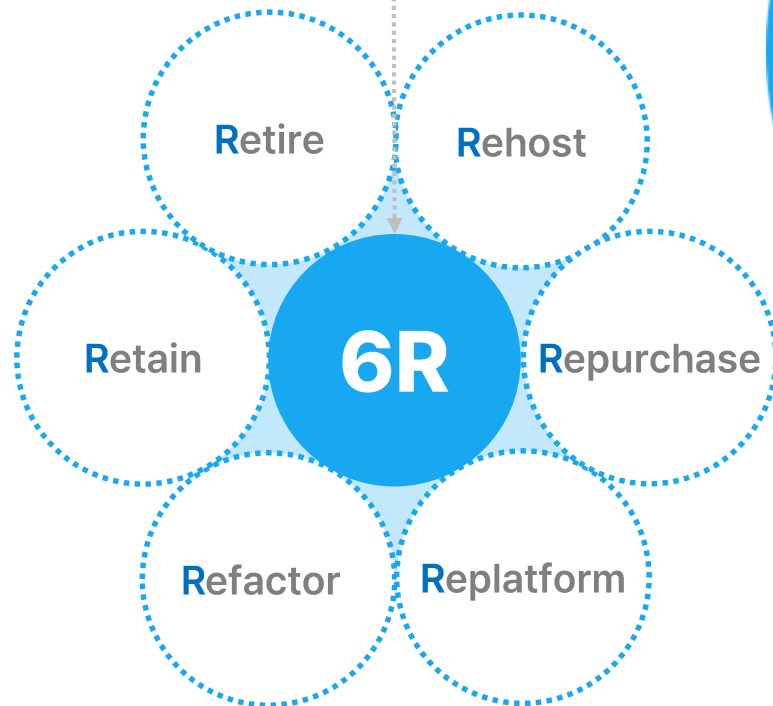 Retire
Rehost
Retain
6R
Repurchase
Refactor
Replatform